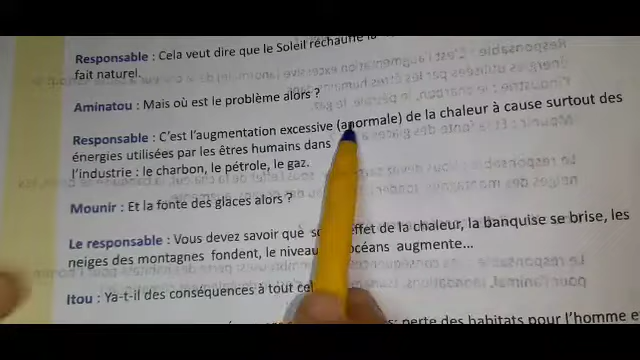 Responsable : Cela veut dire que le Soleil réchauffe la
fait naturel.
Aminatou : Mais où est le problème alors ?
Responsable : C'est l'augmentation excessive (anormale) de la chaleur à cause surtout des
énergies utilisées par les êtres humains dans
l'industrie : le charbon, le pétrole, le gaz.
Mounir : Et la fonte des glaces alors ?
Le responsable : Vous devez savoir que effet de la chaleur, la banquise se brise, les
neiges des montagnes fondent, le niveau océans augmente...
Itou : Ya-t-il des conséquences à tout
perte des habitats pour l'homme